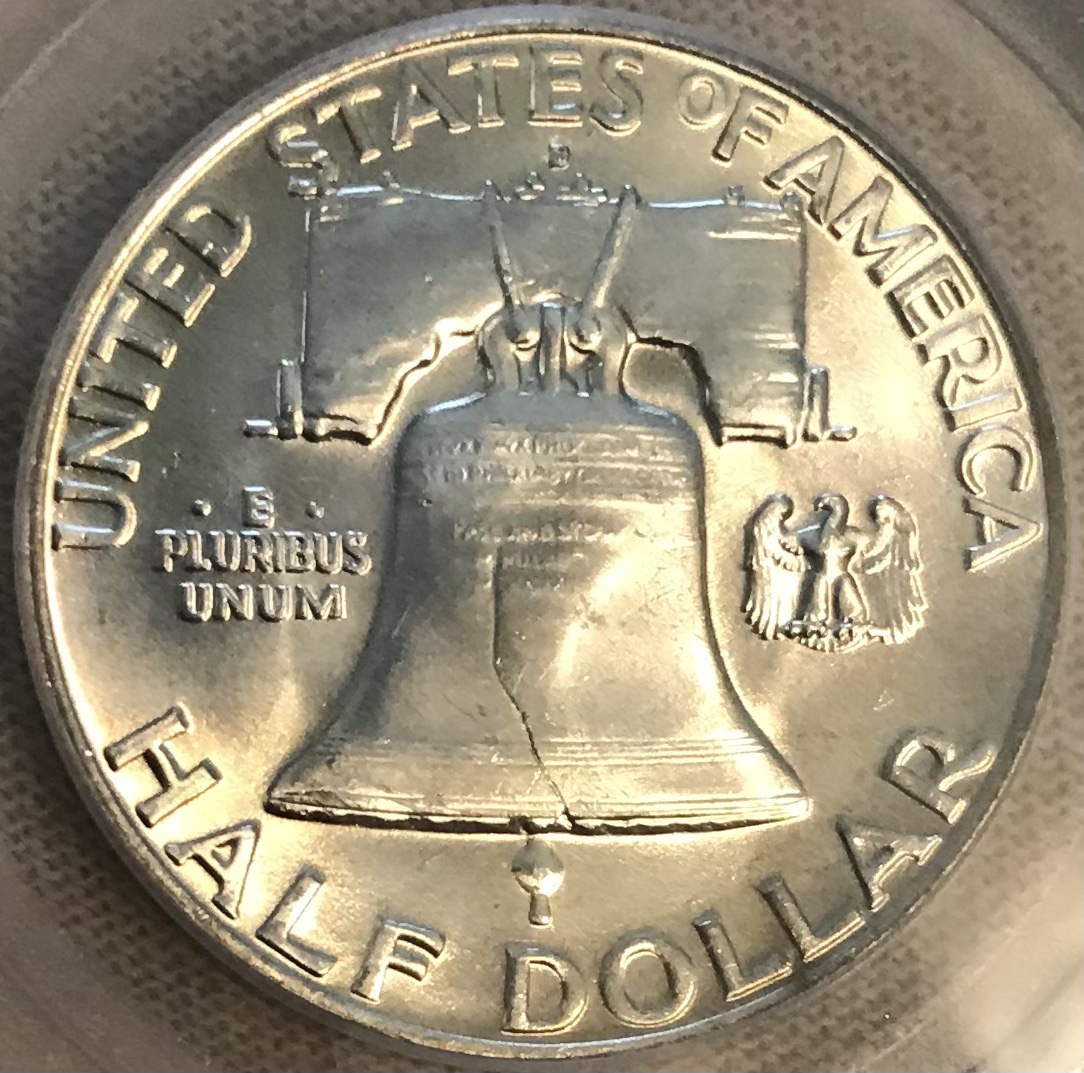 UNITED STATES OF AMERICA
· E ·
PLURIBUS
UNUM
HALF DOLLAR